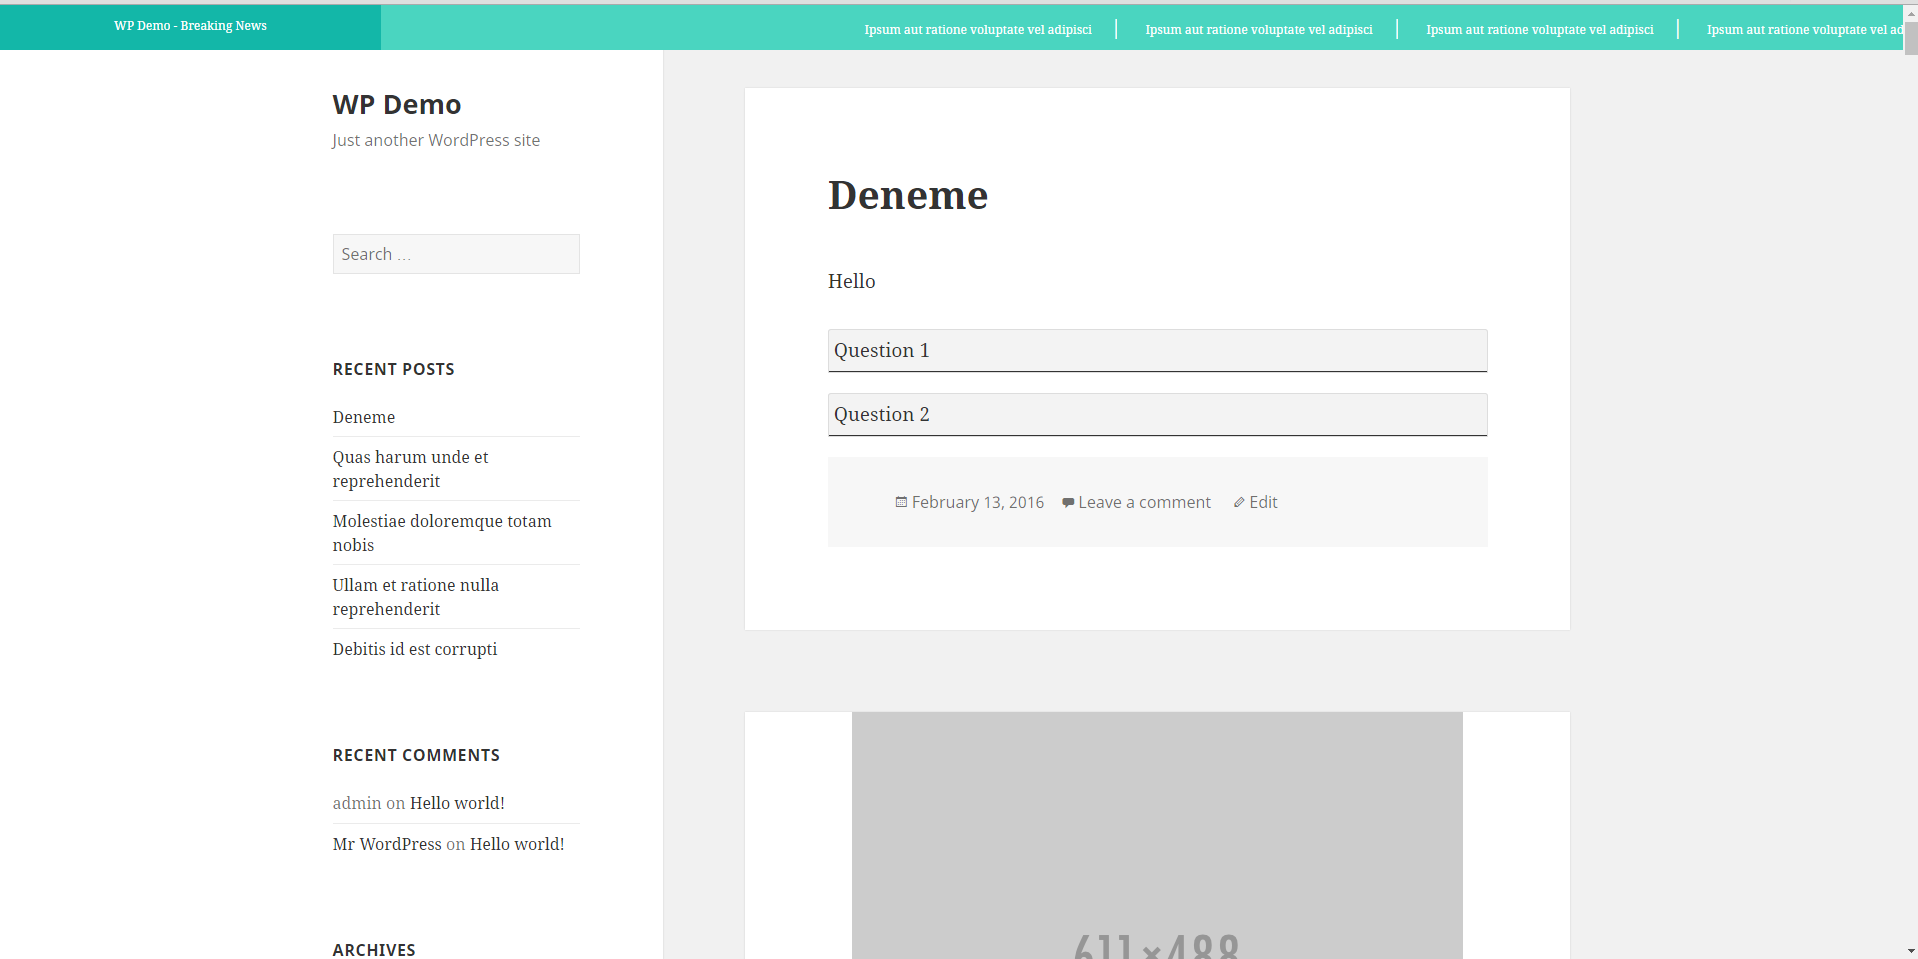 WP Demo - Breaking News
Ipsum aut ratione voluptate vel adipisci
Ipsum aut ratione voluptate vel adipisci
Ipsum aut ratione voluptate vel adipisci
Ipsum aut ratione voluptate vel ad
WP Demo
Just another WordPress site
Search ...
RECENT POSTS
Deneme
Quas harum unde et
reprehenderit
Molestiae doloremque totam
nobis
Ullam et ratione nulla
reprehenderit
Debitis id est corrupti
RECENT COMMENTS
admin on Hello world!
Mr WordPress on Hello world!
ARCHIVES
Deneme
Hello
Question 1
Question 2
February 13, 2016 Leave a comment Edit
611×488